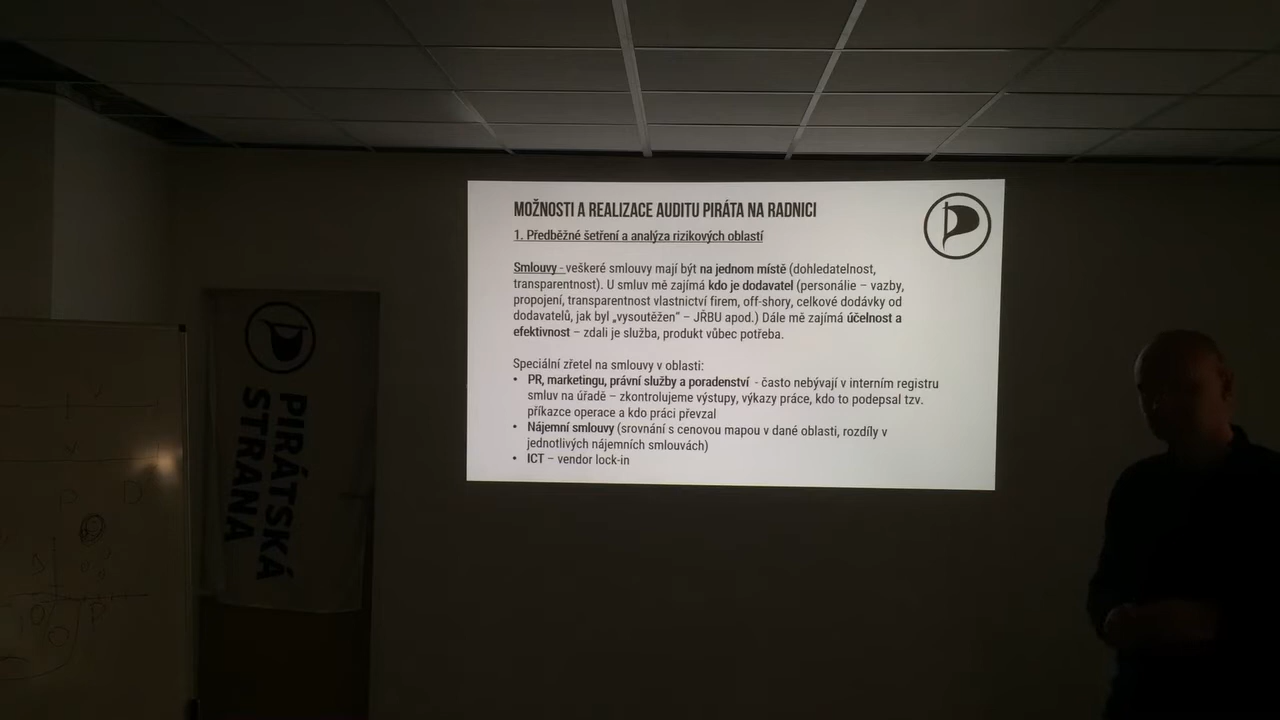 MOŽNOSTI A REALIZACE AUDITU PIRÁTA NA RADNICI
1. Předběžné šetření a analýza rizikových oblastí
Smlouvy - veškeré smlouvy mají být na jednom místě (dohledatelnost,
transparentnost). U smluv mě zajímá kdo je dodavatel (personálie – vazby,
propojení, transparentnost vlastnictví firem, off-shory, celkové dodávky od
dodavatelů, jak byl „vysoutěžen“ – JŘBU apod.) Dále mě zajímá účelnost a
efektivnost – zdali je služba, produkt vůbec potřeba.
Speciální zřetel na smlouvy v oblasti:
• PR, marketingu, právní služby a poradenství - často nebývají v interním registru
smluv na úřadě – zkontrolujeme výstupy, výkazy práce, kdo to podepsal tzv.
příkazce operace a kdo práci převzal
• Nájemní smlouvy (srovnání s cenovou mapou v dané oblasti, rozdíly v
jednotlivých nájemních smlouvách)
• ICT – vendor lock-in
PIRÁTSKÁ
STRANA